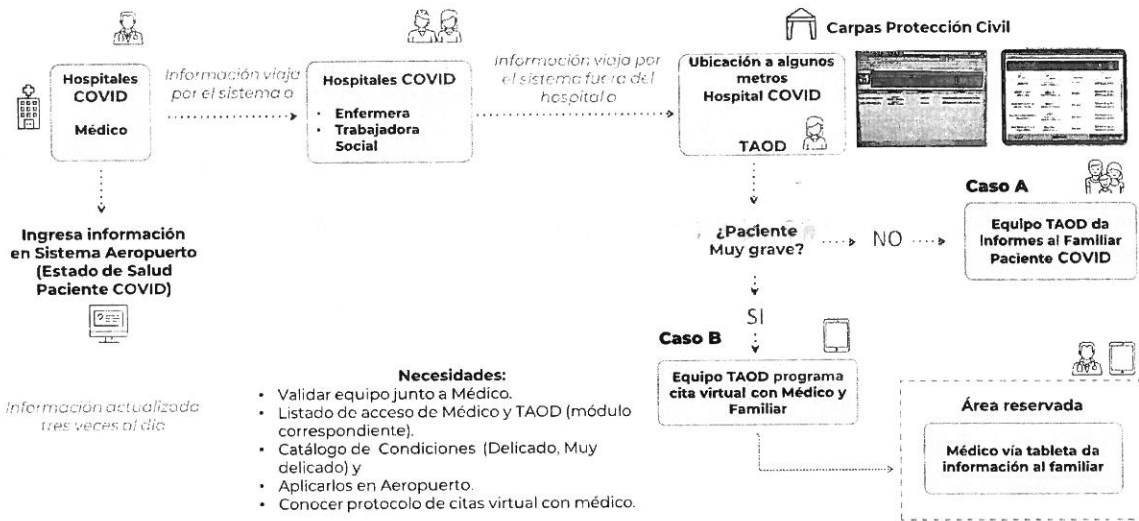 Carpas Protección Civil
Hospitales
COVID
Médico
Información viaja
por el sistema a
Hospitales COVID
• Enfermera
• Trabajadora
Social
Información viaja por
el sistema fuera del
hospital a
Ubicación a algunos
metros
Hospital COVID
TAOD
Ingresa información
en Sistema Aeropuerto
(Estado de Salud
Paciente COVID)
¿Paciente
Muy grave?
NO
Caso A
Equipo TAOD da
Informes al Familiar
Paciente COVID
SI
Caso B
Equipo TAOD programa
cita virtual con Médico y
Familiar
Área reservada
Médico vía tableta da
información al familiar
Información actualizada
tres veces al día
Necesidades:
• Validar equipo junto a Médico.
• Listado de acceso de Médico y TAOD (módulo
correspondiente).
• Catálogo de Condiciones (Delicado, Muy
delicado) y
• Aplicarlos en Aeropuerto.
• Conocer protocolo de citas virtual con médico.